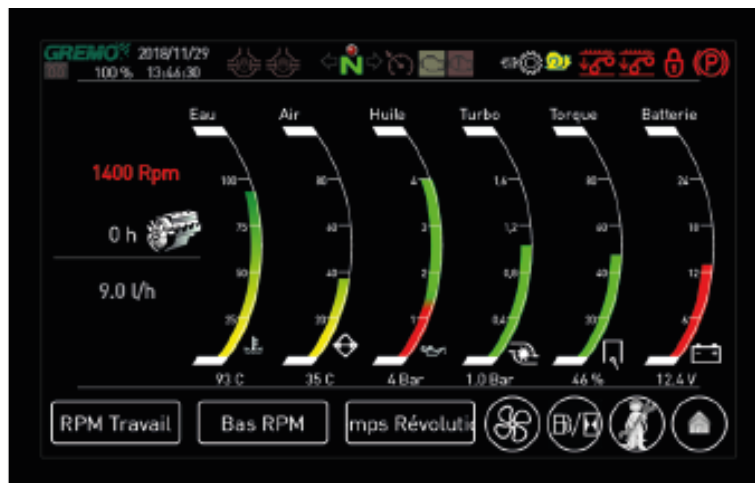 GREMO 2018/11/29
100 % 13:46:30
N
(P)
Eau Air Huile Turbo Torque Batterie
1400 Rpm
0 h
9.0 l/h
100 75 50 25
80 60 40 20
4 3 2 1
1,6 1,2 0,8 0,4
80 60 40 20
24 18 12 6
93 C 35 C 4 Bar 1.0 Bar 46 % 12.4 V
RPM Travail Bas RPM mps Révolutio